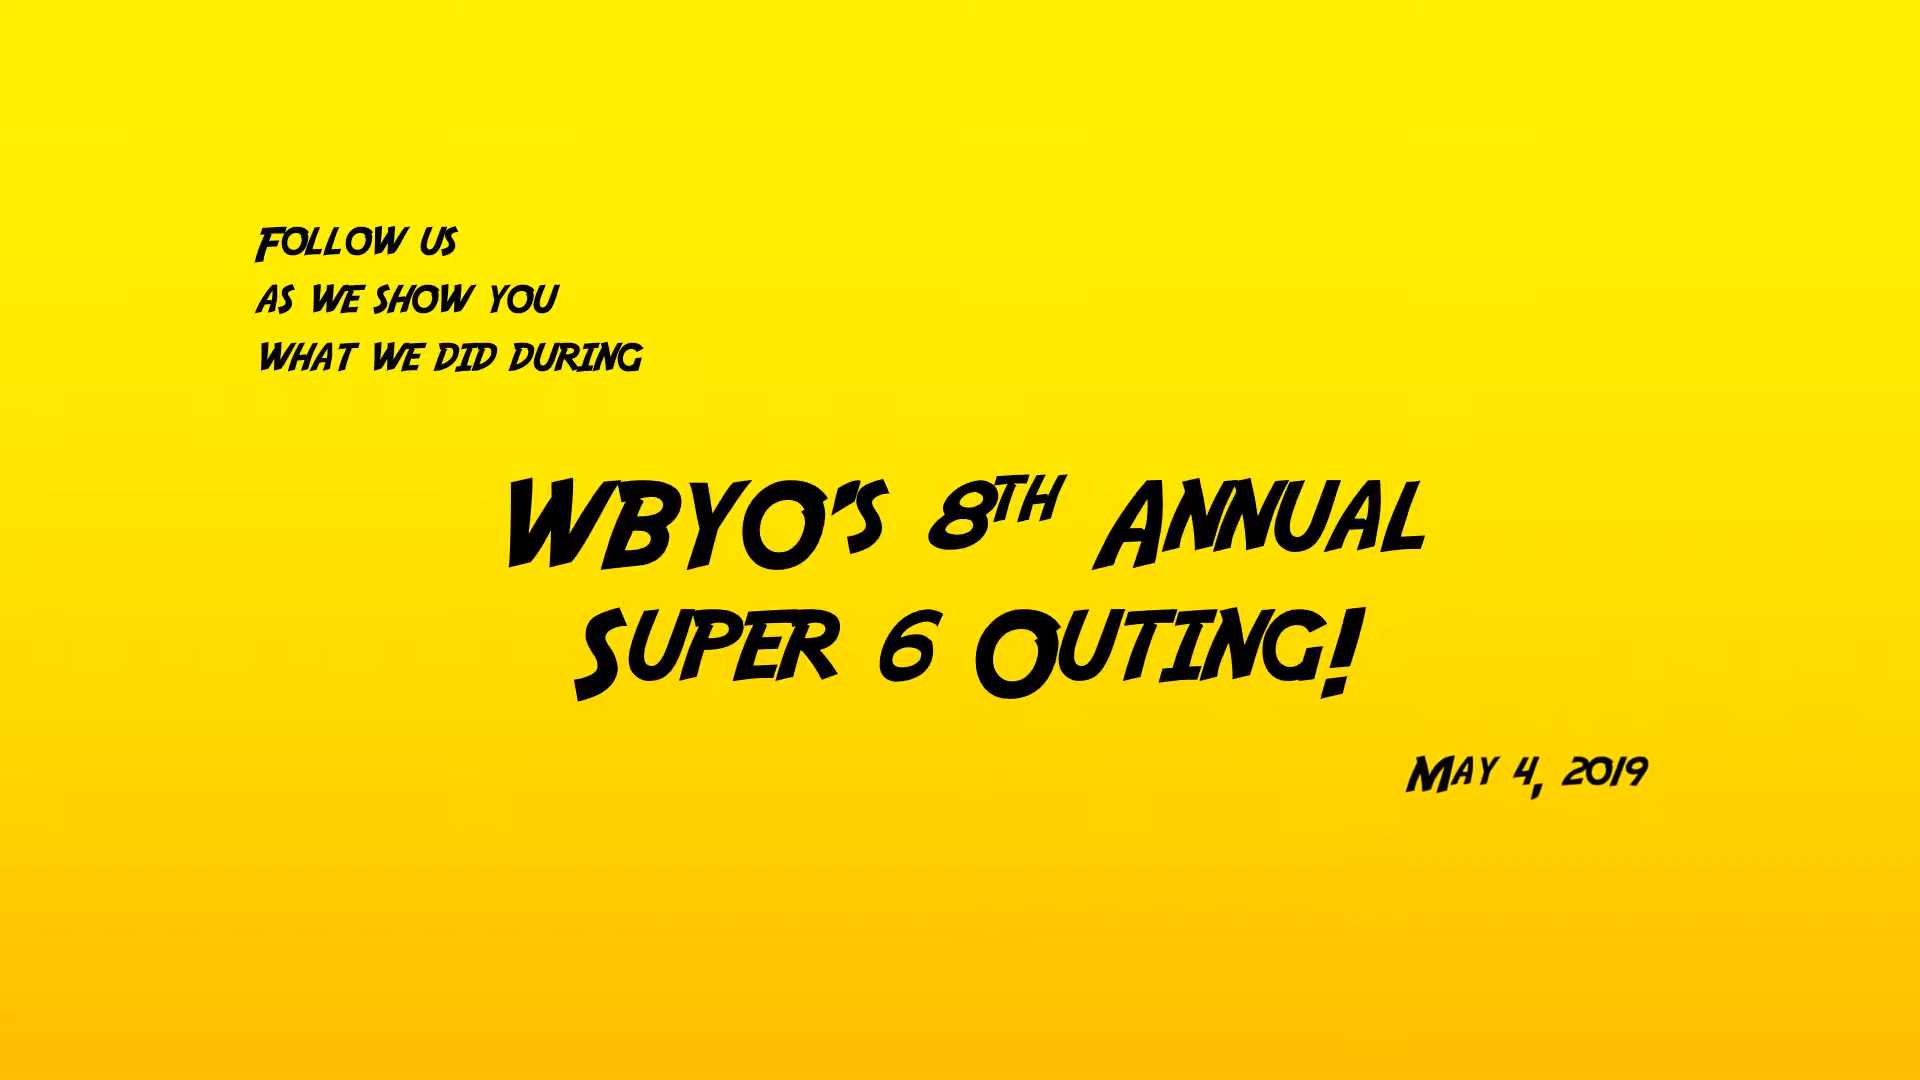 Follow us
as we show you
what we did during
WBYO's 8th Annual
Super 6 Outing!
May 4, 2019